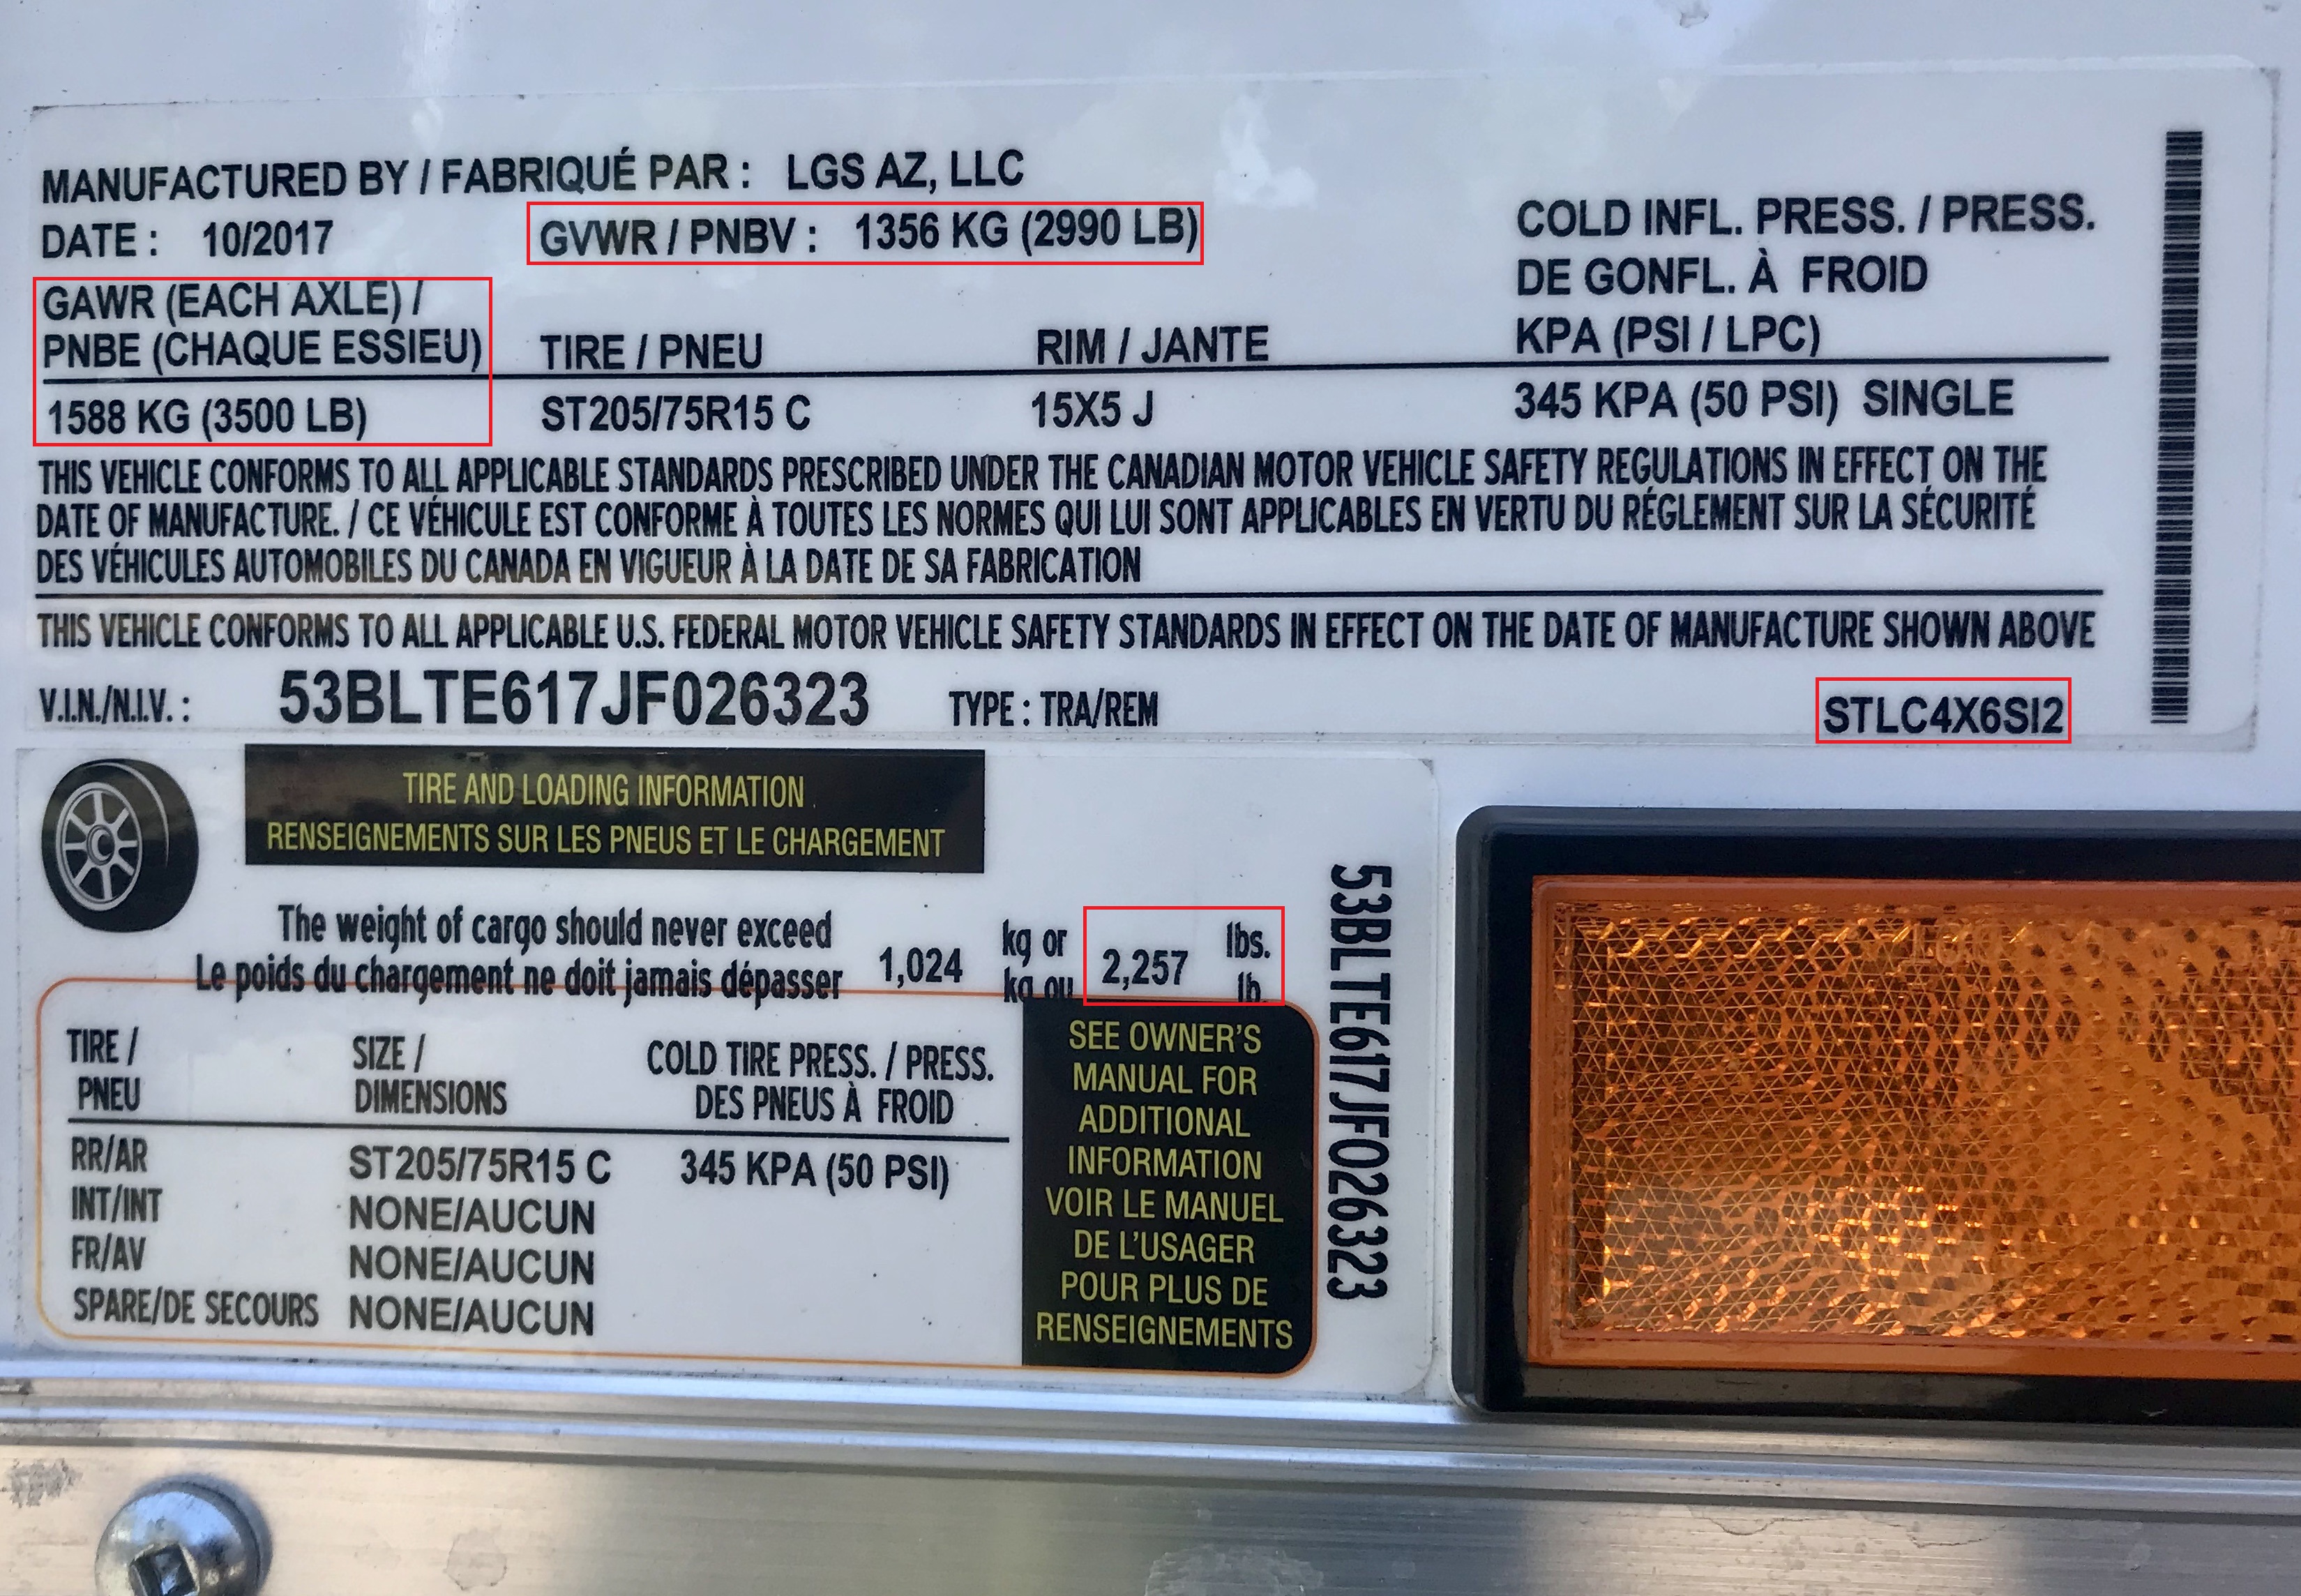 MANUFACTURED BY / FABRIQUÉ PAR : LGS AZ, LLC
DATE : 10/2017 GVWR / PNBV : 1356 KG (2990 LB)
COLD INFL. PRESS. / PRESS.
DE GONFL. À FROID
KPA (PSI / LPC)
GAWR (EACH AXLE) /
PNBE (CHAQUE ESSIEU) TIRE / PNEU RIM / JANTE
1588 KG (3500 LB) ST205/75R15 C 15X5 J 345 KPA (50 PSI) SINGLE
THIS VEHICLE CONFORMS TO ALL APPLICABLE STANDARDS PRESCRIBED UNDER THE CANADIAN MOTOR VEHICLE SAFETY REGULATIONS IN EFFECT ON THE
DATE OF MANUFACTURE. / CE VÉHICULE EST CONFORME À TOUTES LES NORMES QUI LUI SONT APPLICABLES EN VERTU DU RÉGLEMENT SUR LA SÉCURITÉ
DES VÉHICULES AUTOMOBILES DU CANADA EN VIGUEUR À LA DATE DE SA FABRICATION
THIS VEHICLE CONFORMS TO ALL APPLICABLE U.S. FEDERAL MOTOR VEHICLE SAFETY STANDARDS IN EFFECT ON THE DATE OF MANUFACTURE SHOWN ABOVE
V.I.N./N.I.V. : 53BLTE617JF026323 TYPE : TRA/REM STLC4X6SI2
TIRE AND LOADING INFORMATION
RENSEIGNEMENTS SUR LES PNEUS ET LE CHARGEMENT
The weight of cargo should never exceed kg or lbs.
Le poids du chargement ne doit jamais dépasser 1,024 kg ou 2,257 lb.
TIRE / SIZE / COLD TIRE PRESS. / PRESS.
PNEU DIMENSIONS DES PNEUS À FROID
RR/AR ST205/75R15 C 345 KPA (50 PSI)
INT/INT NONE/AUCUN
FR/AV NONE/AUCUN
SPARE/DE SECOURS NONE/AUCUN
SEE OWNER'S
MANUAL FOR
ADDITIONAL
INFORMATION
VOIR LE MANUEL
DE L'USAGER
POUR PLUS DE
RENSEIGNEMENTS
53BLTE617JF026323